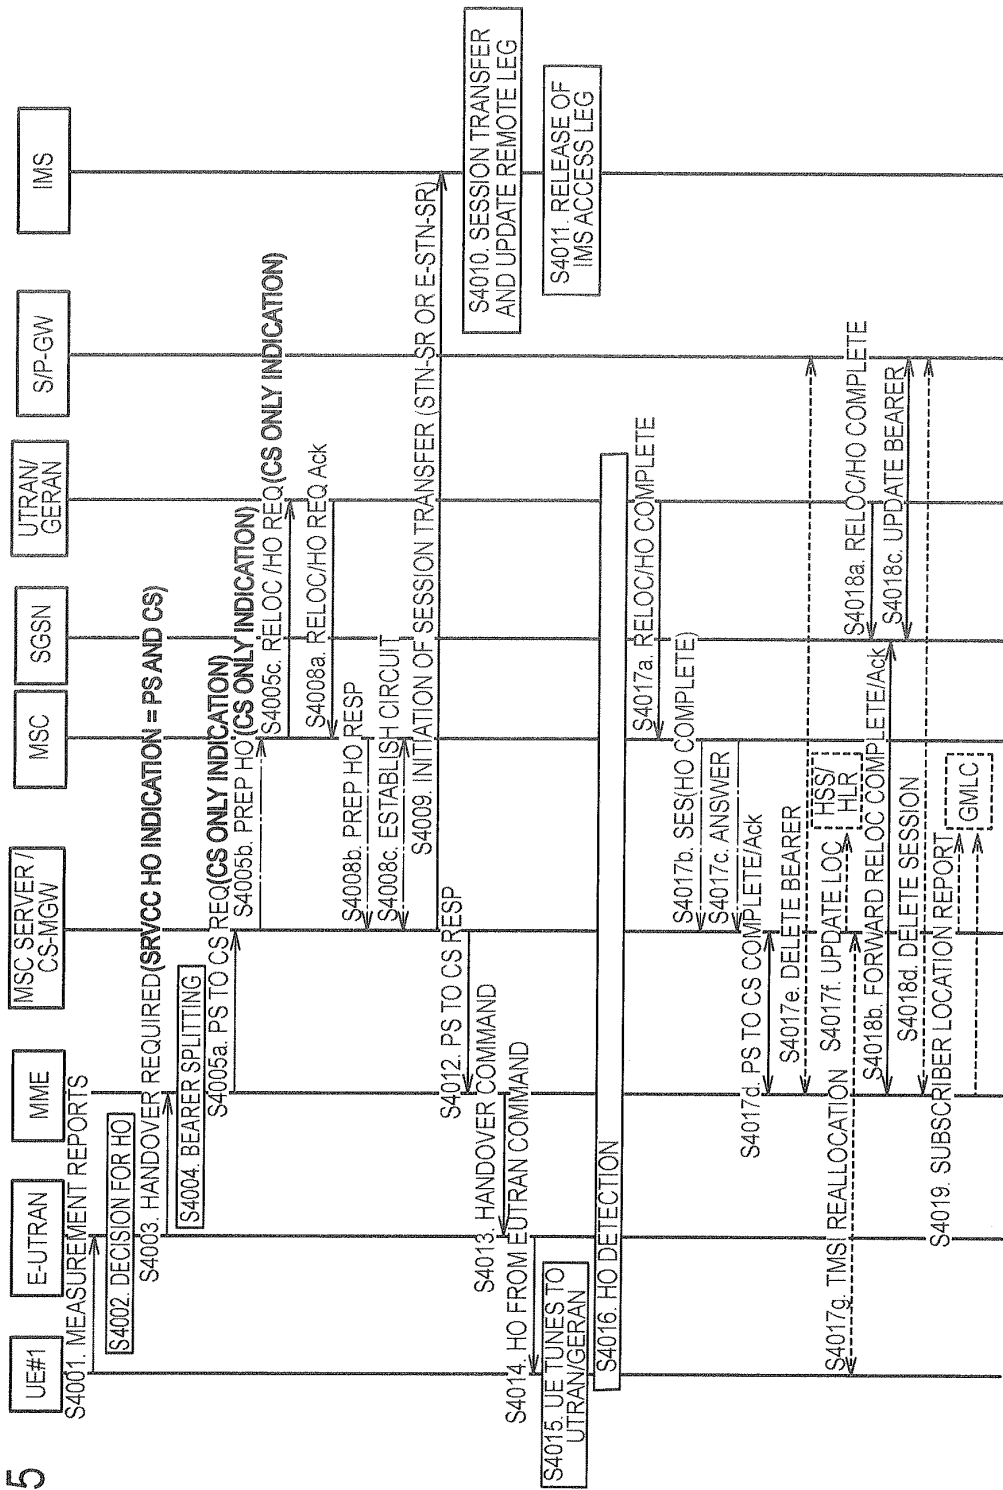 5
UE#1
E-UTRAN
MME
MSC SERVER/
CS-MGW
MSC
SGSN
UTRAN/
GERAN
S/P-GW
IMS
S4001. MEASUREMENT REPORTS
S4002. DECISION FOR HO
S4003. HANDOVER REQUIRED(SRVCC HO INDICATION = PS AND CS)
S4004. BEARER SPLITTING
S4005a. PS TO CS REQ(CS ONLY INDICATION)
S4005b. PREP HO(CS ONLY INDICATION)
S4005c. RELOC /HO REQ(CS ONLY INDICATION)
S4008a. RELOC/HO REQ Ack
S4008b. PREP HO RESP
S4008c. ESTABLISH CIRCUIT
S4009. INITIATION OF SESSION TRANSFER (STN-SR OR E-STN-SR)
S4010. SESSION TRANSFER
AND UPDATE REMOTE LEG
S4011. RELEASE OF
IMS ACCESS LEG
S4012. PS TO CS RESP
S4013. HANDOVER COMMAND
S4014. HO FROM EUTRAN COMMAND
S4015. UE TUNES TO
UTRAN/GERAN
S4016. HO DETECTION
S4017a. RELOC/HO COMPLETE
S4017b. SES(HO COMPLETE)
S4017c. ANSWER
S4017d. PS TO CS COMPLETE/Ack
S4017e. DELETE BEARER
S4017f. UPDATE LOC
HSS/
HLR
S4017g. TMSI REALLOCATION
S4018a. RELOC/HO COMPLETE
S4018b. FORWARD RELOC COMPLETE/Ack
S4018c. UPDATE BEARER
S4018d. DELETE SESSION
S4019. SUBSCRIBER LOCATION REPORT
GMLC